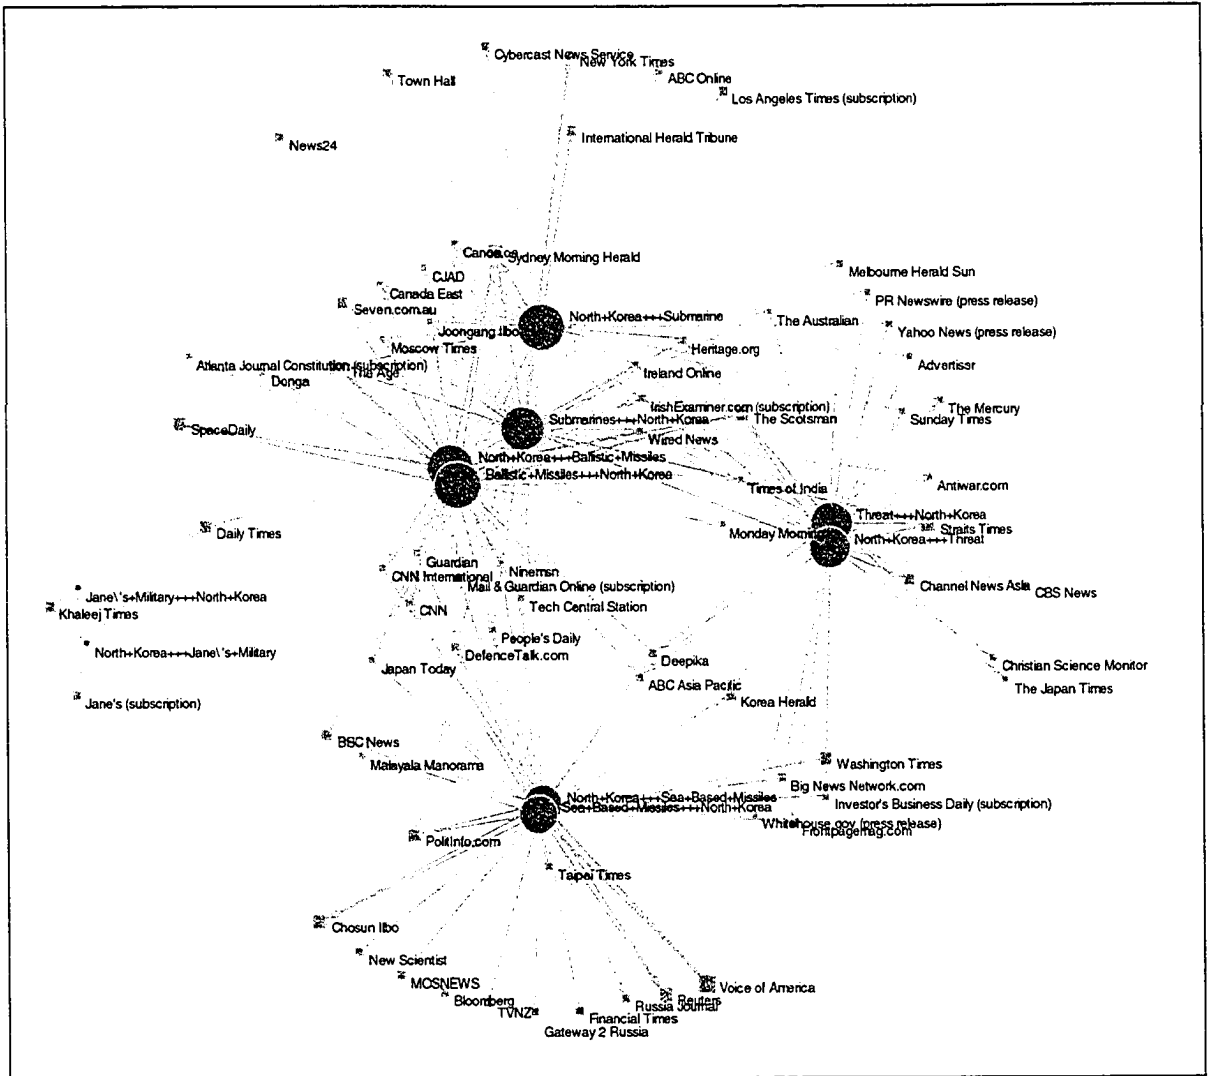 Cybercast News Service
New York Times
Town Hall
ABC Online
Los Angeles Times (subscription)
International Herald Tribune
News24
Canoe.ca
Sydney Morning Herald
CJAD
Melbourne Herald Sun
Canada East
PR Newswire (press release)
Seven.com.au
North+Korea+++Submarine
The Australian
Joongang Ilbo
Yahoo News (press release)
Moscow Times
Heritage.org
Atlanta Journal Constitution (subscription)
The Age
Ireland Online
Advertiser
Donga
IrishExaminer.com (subscription)
The Mercury
Submarines+++North+Korea
The Scotsman
Sunday Times
SpaceDaily
Wired News
North+Korea+++Ballistic+Missiles
Ballistic+Missiles+++North+Korea
Times of India
Antiwar.com
Threat+++North+Korea
Daily Times
Monday Morning
Straits Times
North+Korea+++Threat
Guardian
CNN International
Ninemsn
Mail & Guardian Online (subscription)
Channel News Asia
CBS News
Jane\'s+Military+++North+Korea
Khaleej Times
CNN
Tech Central Station
People's Daily
North+Korea+++Jane\'s+Military
DefenceTalk.com
Japan Today
Deepika
Christian Science Monitor
ABC Asia Pacific
The Japan Times
Jane's (subscription)
Korea Herald
BBC News
Malayala Manorama
Washington Times
Big News Network.com
North+Korea+++Sea+Based+Missiles
Sea+Based+Missiles+++North+Korea
Investor's Business Daily (subscription)
Whitehouse.gov (press release)
Frontpagemag.com
PolitInfo.com
Taipei Times
Chosun Ilbo
New Scientist
MOSNEWS
Voice of America
Bloomberg
Reuters
Russia Journal
TVNZ
Financial Times
Gateway 2 Russia